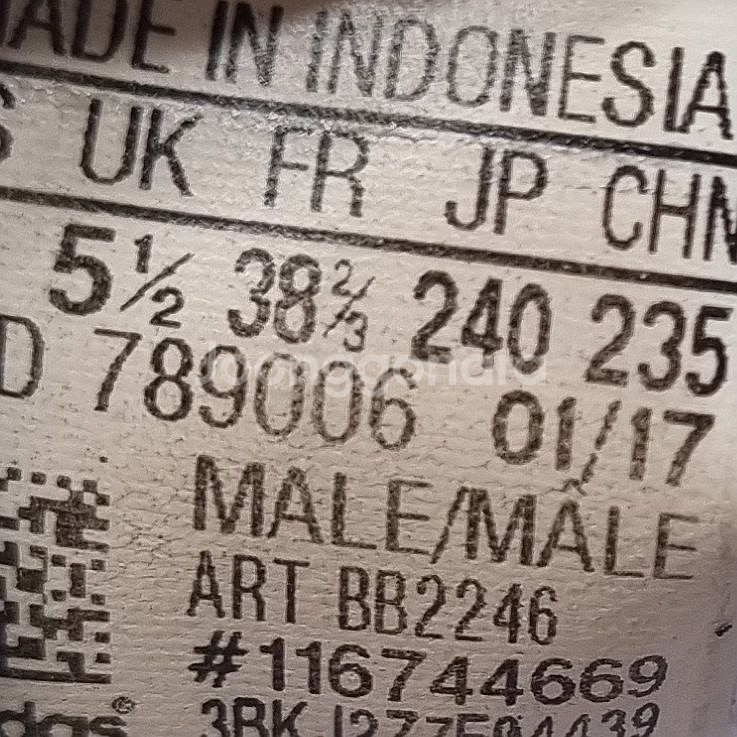 MADE IN INDONESIA
UK FR JP CHN
5½ 38⅔ 240 235
789006 01/17
MALE/MÂLE
ART BB2246
#116744669